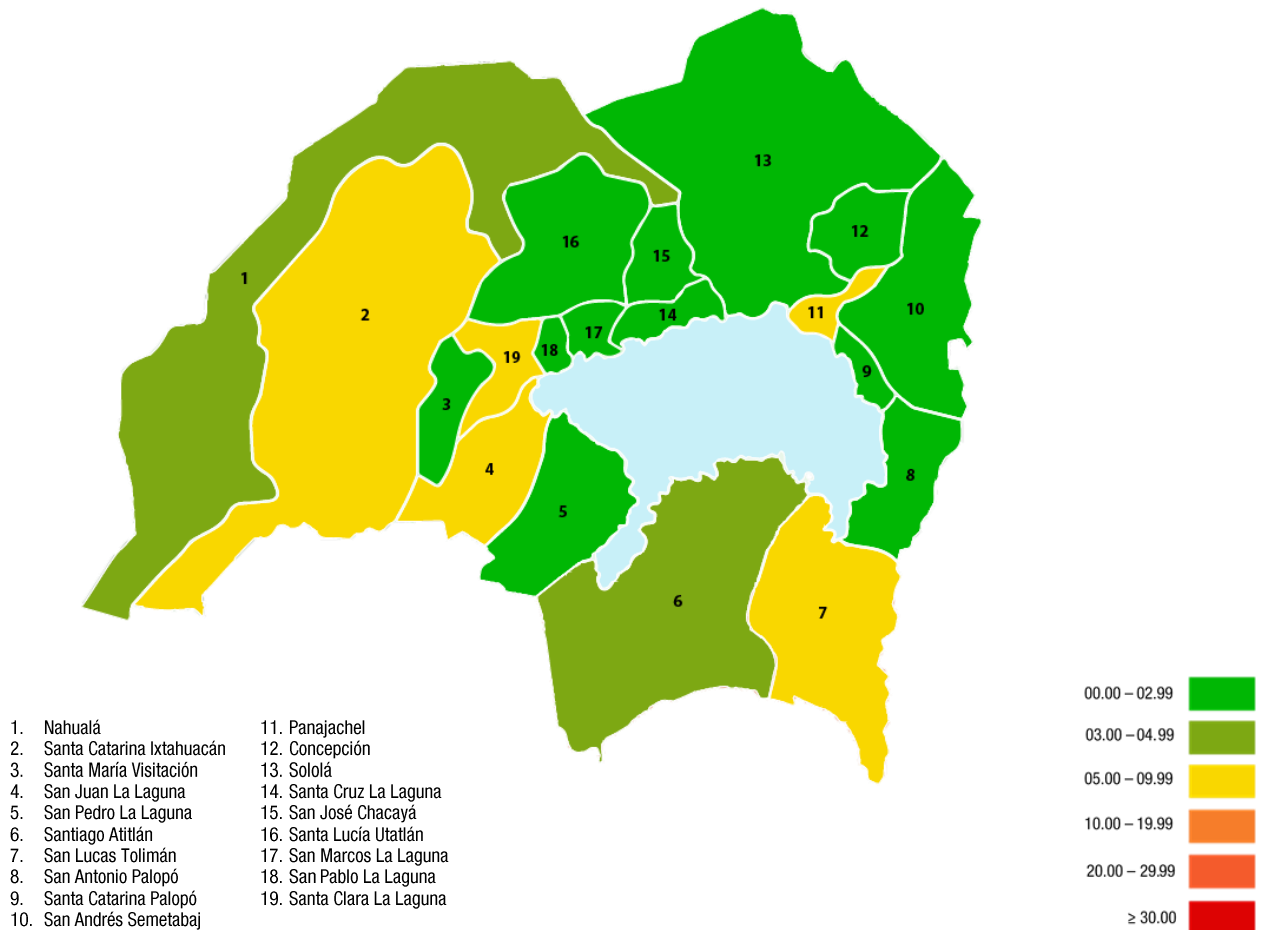 13
12
16
15
1
10
2
11
14
17
18
19
9
3
4
8
5
6
7
00.00 – 02.99
03.00 – 04.99
05.00 – 09.99
10.00 – 19.99
20.00 – 29.99
≥ 30.00
1. Nahualá
2. Santa Catarina Ixtahuacán
3. Santa María Visitación
4. San Juan La Laguna
5. San Pedro La Laguna
6. Santiago Atitlán
7. San Lucas Tolimán
8. San Antonio Palopó
9. Santa Catarina Palopó
10. San Andrés Semetabaj
11. Panajachel
12. Concepción
13. Sololá
14. Santa Cruz La Laguna
15. San José Chacayá
16. Santa Lucía Utatlán
17. San Marcos La Laguna
18. San Pablo La Laguna
19. Santa Clara La Laguna